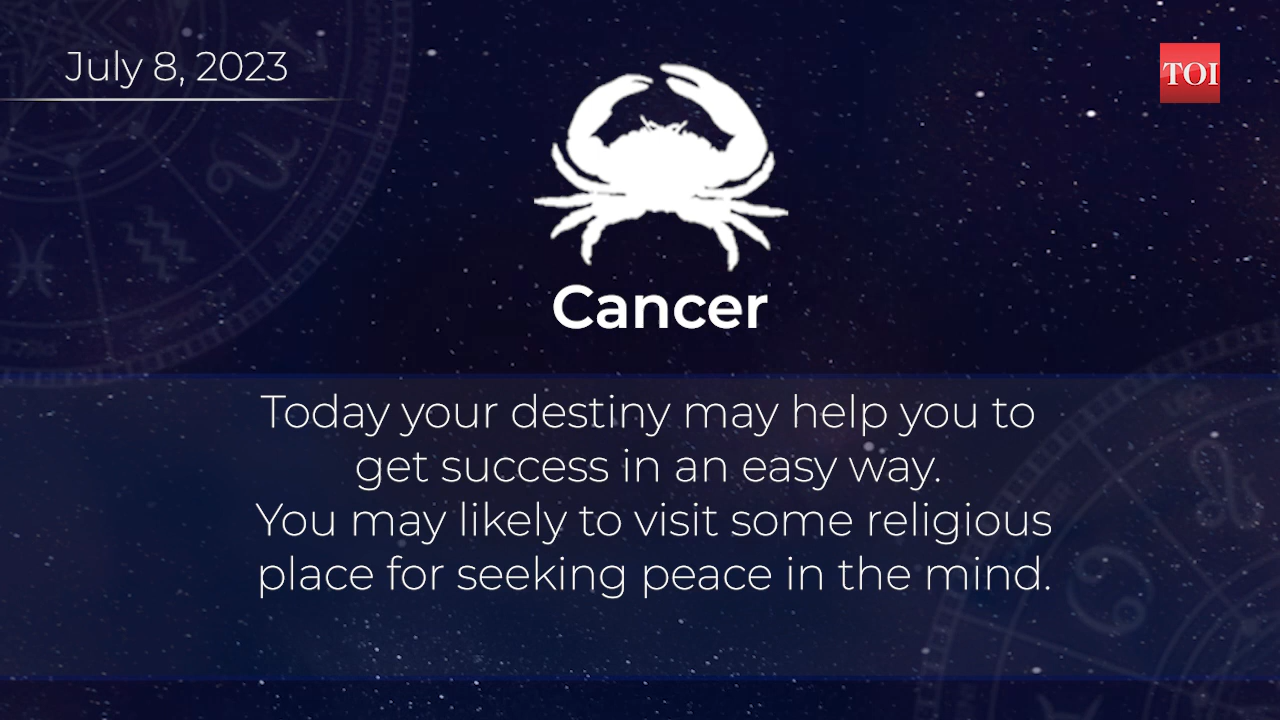 July 8, 2023
TOI
Cancer
Today your destiny may help you to
get success in an easy way.
You may likely to visit some religious
place for seeking peace in the mind.